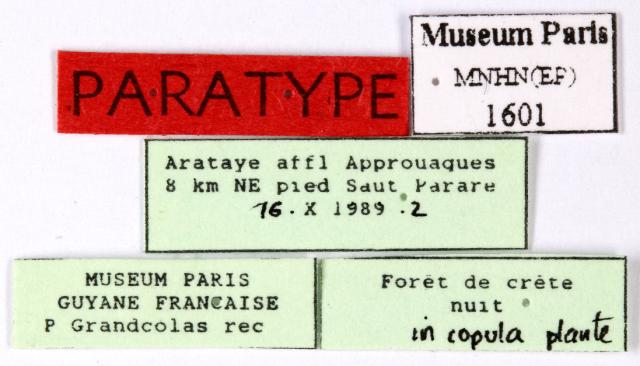 PARATYPE
Museum Paris
MNHN(EP)
1601
Arataye affl Approuaques
8 km NE pied Saut Parare
16. X 1989 .2
MUSEUM PARIS
GUYANE FRANCAISE
P Grandcolas rec
Forêt de crête
nuit
in copula plante